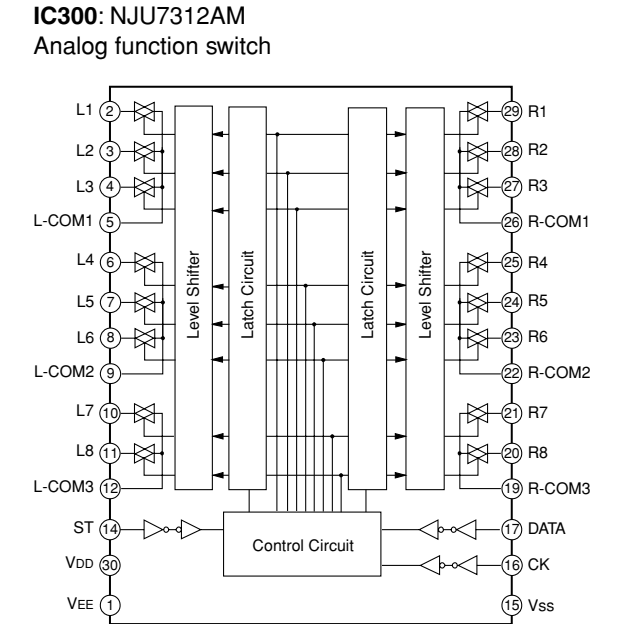 IC300: NJU7312AM
Analog function switch
L1 2 29 R1
L2 3 28 R2
L3 4 27 R3
L-COM1 5 26 R-COM1
L4 6 25 R4
L5 7 24 R5
L6 8 23 R6
L-COM2 9 22 R-COM2
L7 10 21 R7
L8 11 20 R8
L-COM3 12 19 R-COM3
Level Shifter
Latch Circuit
Latch Circuit
Level Shifter
ST 14 Control Circuit 17 DATA
VDD 30 16 CK
VEE 1 15 Vss